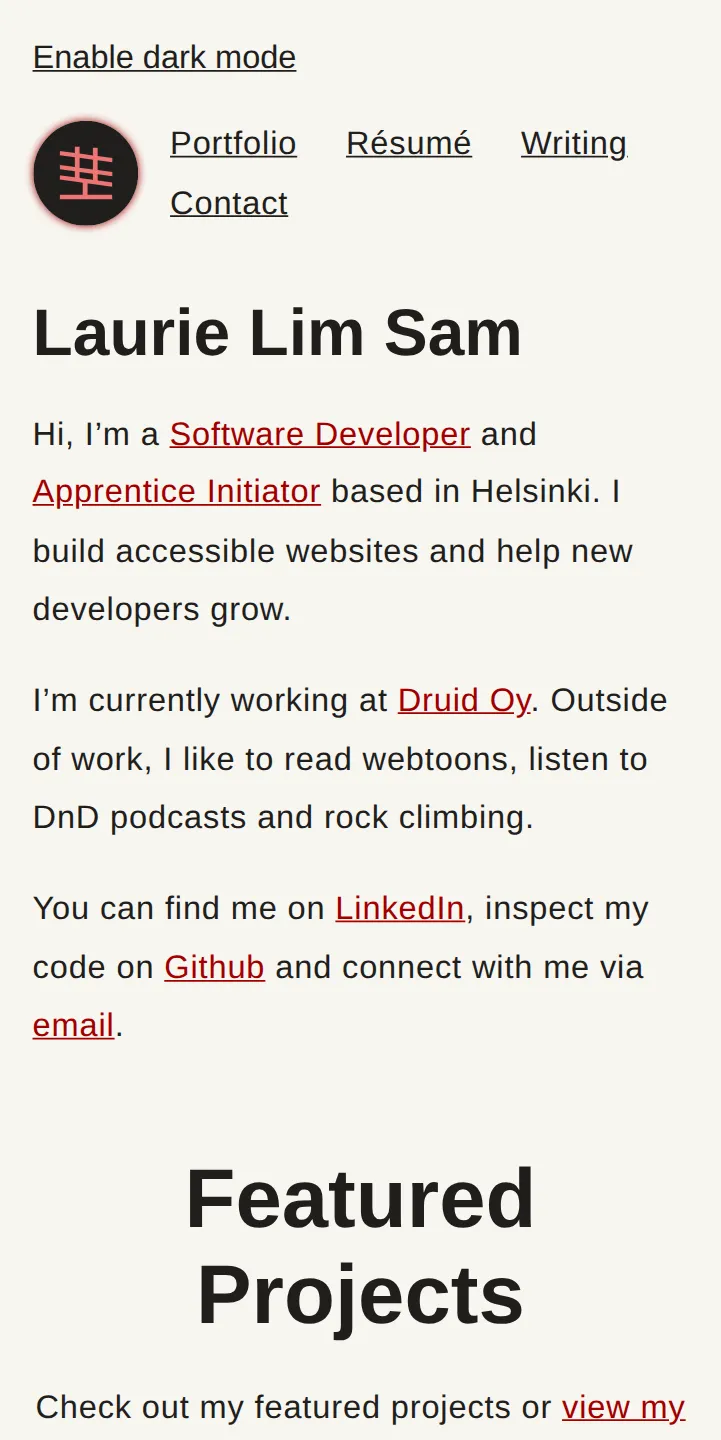 Enable dark mode
Portfolio Résumé Writing
Contact
Laurie Lim Sam
Hi, I’m a Software Developer and
Apprentice Initiator based in Helsinki. I
build accessible websites and help new
developers grow.
I’m currently working at Druid Oy. Outside
of work, I like to read webtoons, listen to
DnD podcasts and rock climbing.
You can find me on LinkedIn, inspect my
code on Github and connect with me via
email.
Featured
Projects
Check out my featured projects or view my